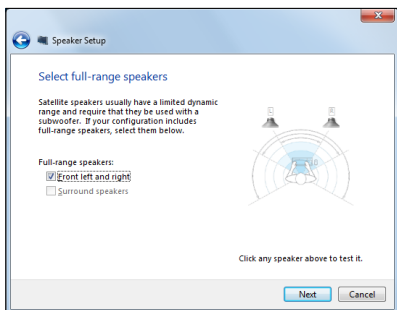 Speaker Setup
Select full-range speakers
Satellite speakers usually have a limited dynamic
range and require that they be used with a
subwoofer. If your configuration includes
full-range speakers, select them below.
Full-range speakers:
Front left and right
Surround speakers
Click any speaker above to test it.
Next Cancel